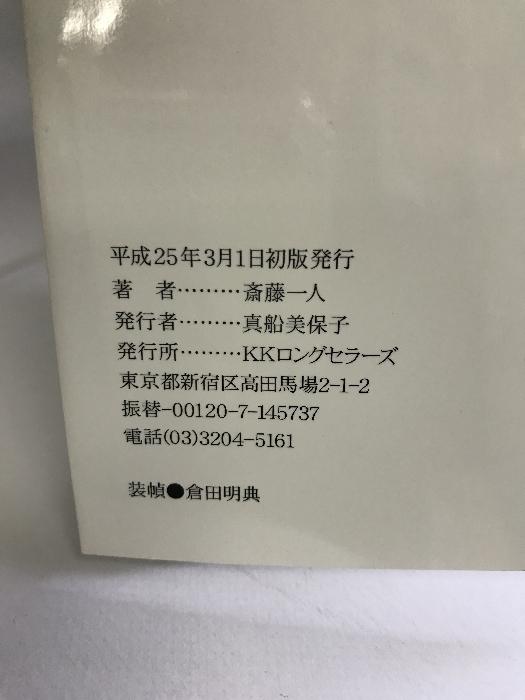 平成25年3月1日初版発行
著　者………斎藤一人
発行者………真船美保子
発行所………KKロングセラーズ
東京都新宿区高田馬場2-1-2
振替-00120-7-145737
電話(03)3204-5161
装幀●倉田明典